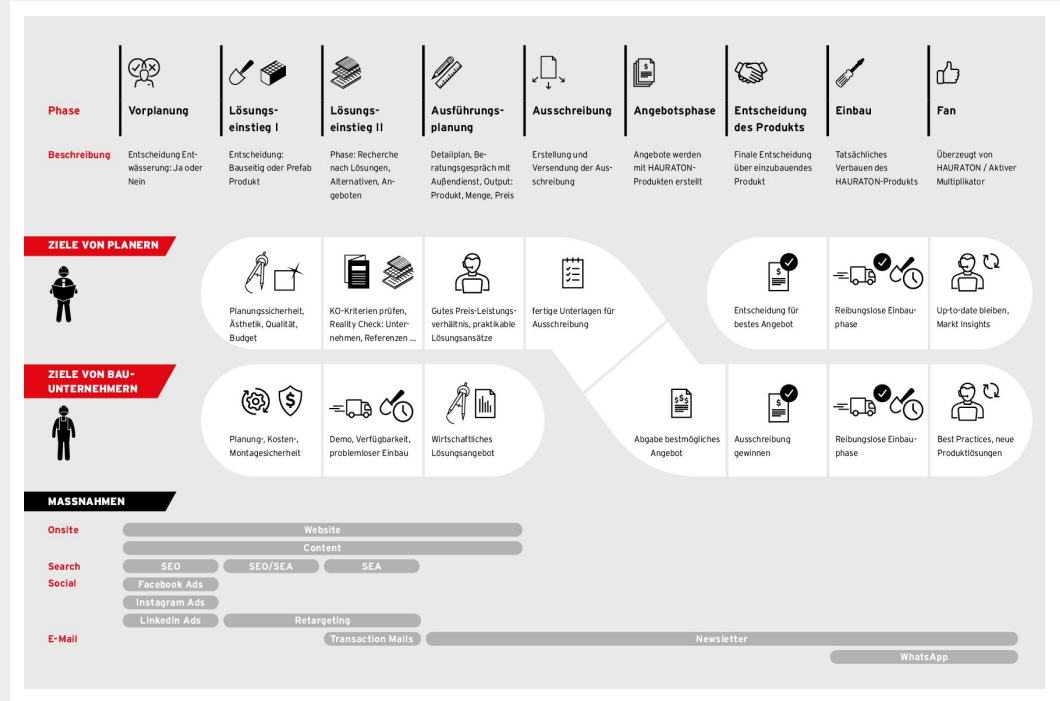 Phase
Vorplanung
Lösungs-
einstieg I
Lösungs-
einstieg II
Ausführungs-
planung
Ausschreibung
Angebotsphase
Entscheidung
des Produkts
Einbau
Fan
Beschreibung
Entscheidung Ent-
wässerung: Ja oder
Nein
Entscheidung:
Bauseitig oder Prefab
Produkt
Phase: Recherche
nach Lösungen,
Alternativen, An-
geboten
Detailplan, Be-
ratungsgespräch mit
Außendienst, Output:
Produkt, Menge, Preis
Erstellung und
Versendung der Aus-
schreibung
Angebote werden
mit HAURATON-
Produkten erstellt
Finale Entscheidung
über einzubauendes
Produkt
Tatsächliches
Verbauen des
HAURATON-Produkts
Überzeugt von
HAURATON / Aktiver
Multiplikator
ZIELE VON PLANERN
Planungssicherheit,
Ästhetik, Qualität,
Budget
KO-Kriterien prüfen,
Reality Check: Unter-
nehmen, Referenzen ...
Gutes Preis-Leistungs-
verhältnis, praktikable
Lösungsansätze
fertige Unterlagen für
Ausschreibung
$
Entscheidung für
bestes Angebot
Reibungslose Einbau-
phase
Up-to-date bleiben,
Markt Insights
ZIELE VON BAU-
UNTERNEHMERN
$
Planung-, Kosten-,
Montagesicherheit
Demo, Verfügbarkeit,
problemloser Einbau
Wirtschaftliches
Lösungsangebot
$$$
Abgabe bestmögliches
Angebot
$
Ausschreibung
gewinnen
Reibungslose Einbau-
phase
Best Practices, neue
Produktlösungen
MASSNAHMEN
Onsite
Website
Content
Search
SEO
SEO/SEA
SEA
Social
Facebook Ads
Instagram Ads
LinkedIn Ads
Retargeting
E-Mail
Transaction Mails
Newsletter
WhatsApp